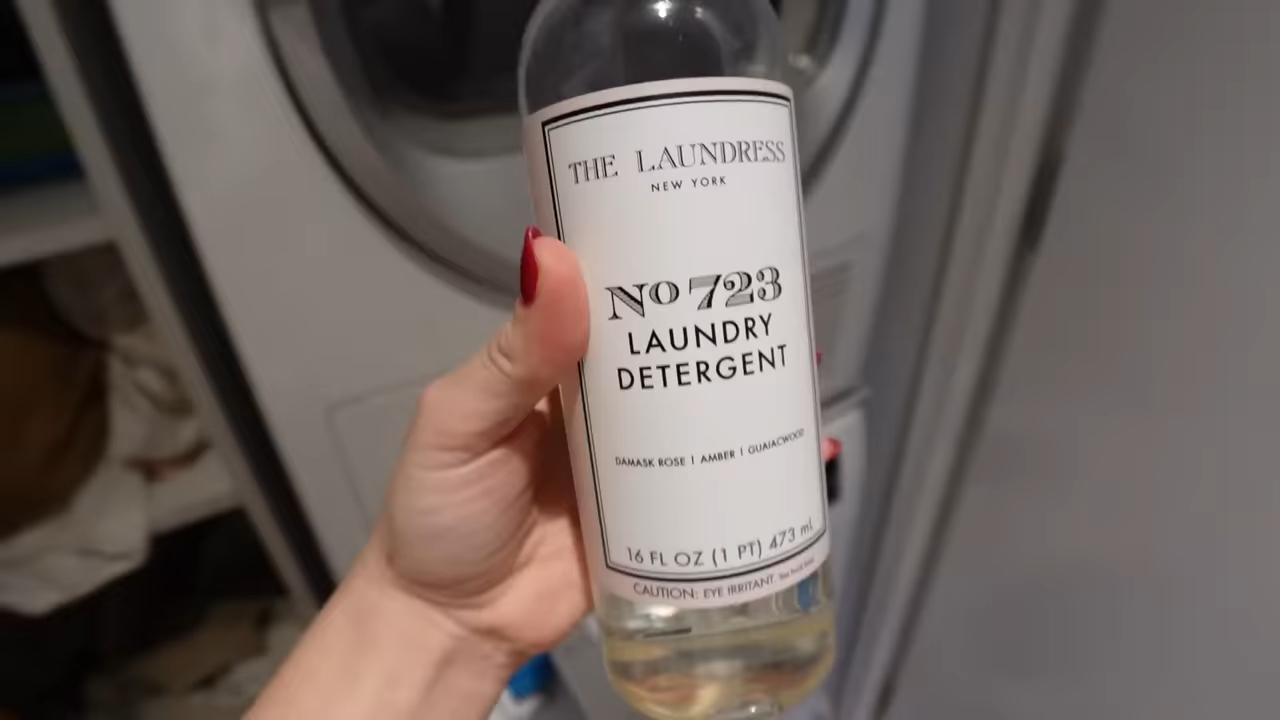 THE LAUNDRESS
NEW YORK
No 723
LAUNDRY
DETERGENT
DAMASK ROSE | AMBER | GUAIACWOOD
16 FL OZ (1 PT) 473 mL
CAUTION: EYE IRRITANT.